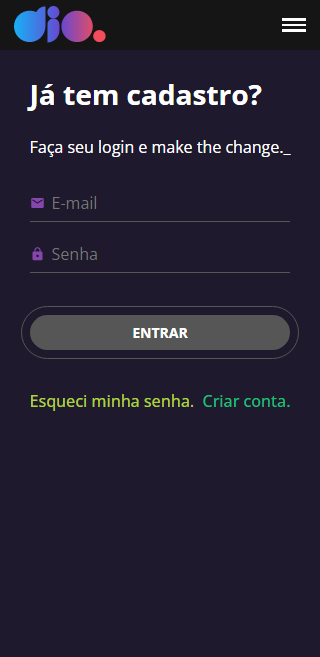 dio.
Já tem cadastro?
Faça seu login e make the change._
E-mail
Senha
ENTRAR
Esqueci minha senha. Criar conta.